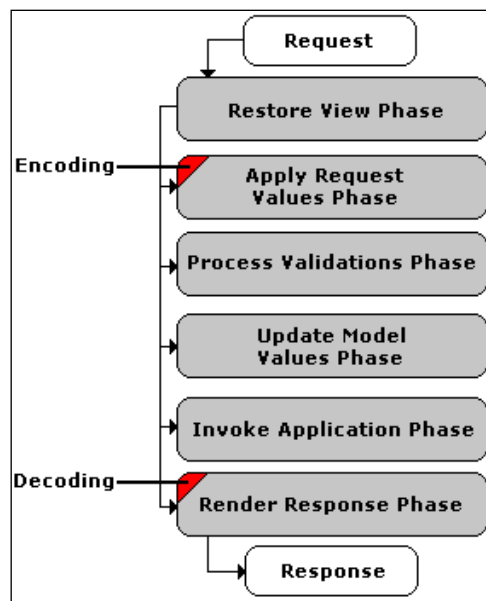 Request
Restore View Phase
Encoding
Apply Request
Values Phase
Process Validations Phase
Update Model
Values Phase
Invoke Application Phase
Decoding
Render Response Phase
Response